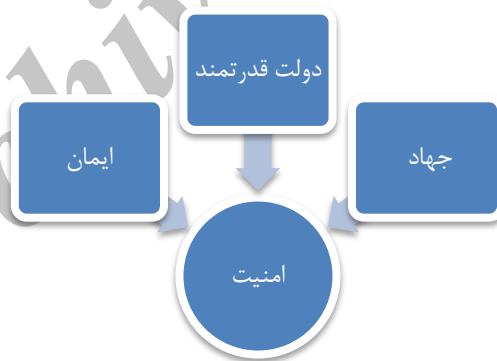 دولت قدرتمند
جهاد
ایمان
امنیت